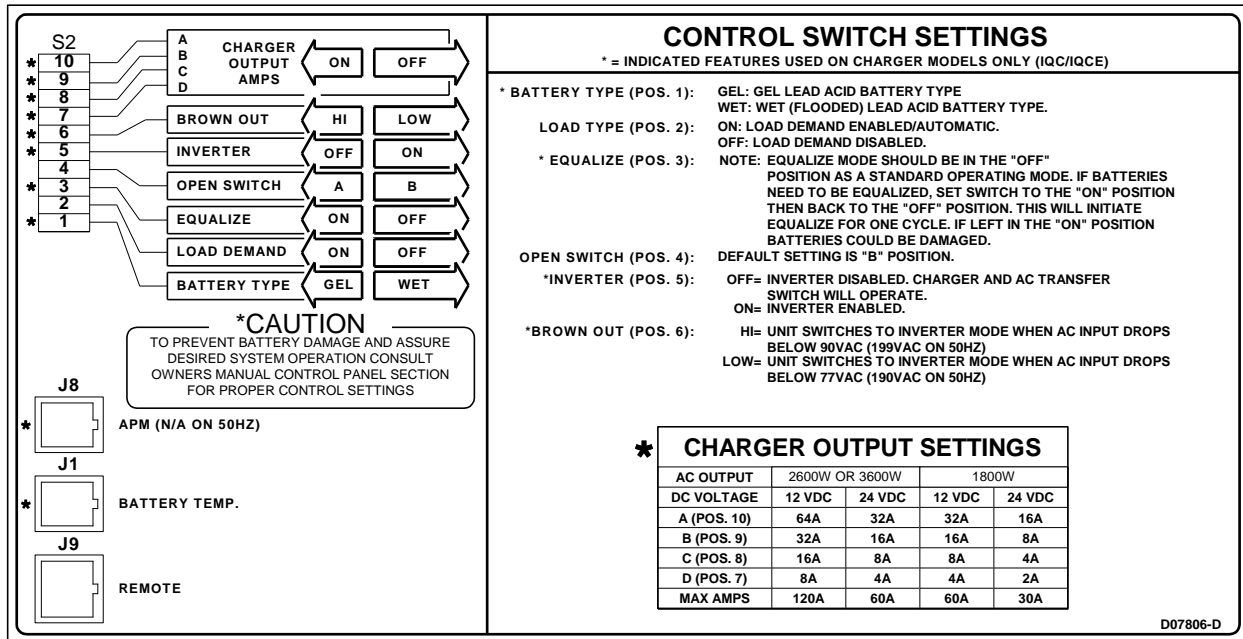 S2
* 10
* 9
* 8
* 7
* 6
* 5
4
* 3
2
* 1
A
B
C
D
CHARGER
OUTPUT
AMPS
ON OFF
BROWN OUT HI LOW
INVERTER OFF ON
OPEN SWITCH A B
EQUALIZE ON OFF
LOAD DEMAND ON OFF
BATTERY TYPE GEL WET
*CAUTION
TO PREVENT BATTERY DAMAGE AND ASSURE
DESIRED SYSTEM OPERATION CONSULT
OWNERS MANUAL CONTROL PANEL SECTION
FOR PROPER CONTROL SETTINGS
J8
* APM (N/A ON 50HZ)
J1
* BATTERY TEMP.
J9
REMOTE
CONTROL SWITCH SETTINGS
* = INDICATED FEATURES USED ON CHARGER MODELS ONLY (IQC/IQCE)
* BATTERY TYPE (POS. 1): GEL: GEL LEAD ACID BATTERY TYPE
WET: WET (FLOODED) LEAD ACID BATTERY TYPE.
LOAD TYPE (POS. 2): ON: LOAD DEMAND ENABLED/AUTOMATIC.
OFF: LOAD DEMAND DISABLED.
* EQUALIZE (POS. 3): NOTE: EQUALIZE MODE SHOULD BE IN THE "OFF"
POSITION AS A STANDARD OPERATING MODE. IF BATTERIES
NEED TO BE EQUALIZED, SET SWITCH TO THE "ON" POSITION
THEN BACK TO THE "OFF" POSITION. THIS WILL INITIATE
EQUALIZE FOR ONE CYCLE. IF LEFT IN THE "ON" POSITION
BATTERIES COULD BE DAMAGED.
OPEN SWITCH (POS. 4): DEFAULT SETTING IS "B" POSITION.
*INVERTER (POS. 5): OFF= INVERTER DISABLED. CHARGER AND AC TRANSFER
SWITCH WILL OPERATE.
ON= INVERTER ENABLED.
*BROWN OUT (POS. 6): HI= UNIT SWITCHES TO INVERTER MODE WHEN AC INPUT DROPS
BELOW 90VAC (199VAC ON 50HZ)
LOW= UNIT SWITCHES TO INVERTER MODE WHEN AC INPUT DROPS
BELOW 77VAC (190VAC ON 50HZ)
* CHARGER OUTPUT SETTINGS
AC OUTPUT 2600W OR 3600W 1800W
DC VOLTAGE 12 VDC 24 VDC 12 VDC 24 VDC
A (POS. 10) 64A 32A 32A 16A
B (POS. 9) 32A 16A 16A 8A
C (POS. 8) 16A 8A 8A 4A
D (POS. 7) 8A 4A 4A 2A
MAX AMPS 120A 60A 60A 30A
D07806-D